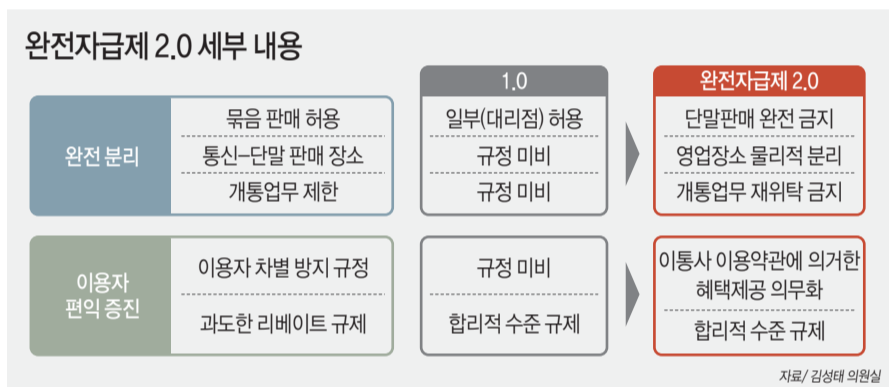 완전자급제 2.0 세부 내용
1.0
완전자급제 2.0
완전 분리
묶음 판매 허용
일부(대리점) 허용
단말판매 완전 금지
통신–단말 판매 장소
규정 미비
영업장소 물리적 분리
개통업무 제한
규정 미비
개통업무 재위탁 금지
이용자
편익 증진
이용자 차별 방지 규정
규정 미비
이통사 이용약관에 의거한
혜택제공 의무화
과도한 리베이트 규제
합리적 수준 규제
합리적 수준 규제
자료/ 김성태 의원실